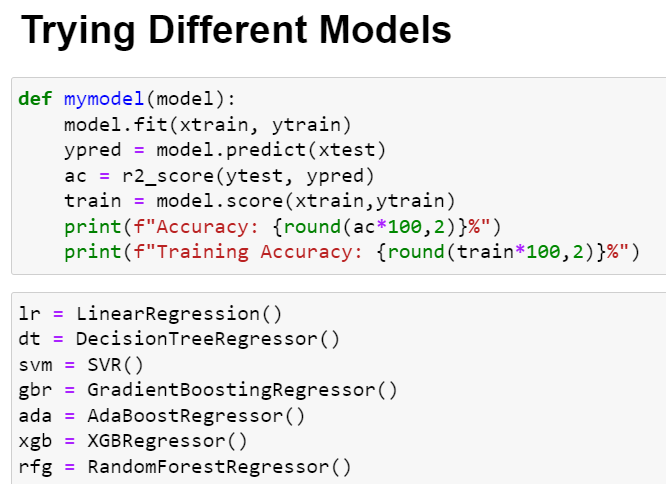 Trying Different Models
def mymodel(model):
    model.fit(xtrain, ytrain)
    ypred = model.predict(xtest)
    ac = r2_score(ytest, ypred)
    train = model.score(xtrain,ytrain)
    print(f"Accuracy: {round(ac*100,2)}%")
    print(f"Training Accuracy: {round(train*100,2)}%")
lr = LinearRegression()
dt = DecisionTreeRegressor()
svm = SVR()
gbr = GradientBoostingRegressor()
ada = AdaBoostRegressor()
xgb = XGBRegressor()
rfg = RandomForestRegressor()